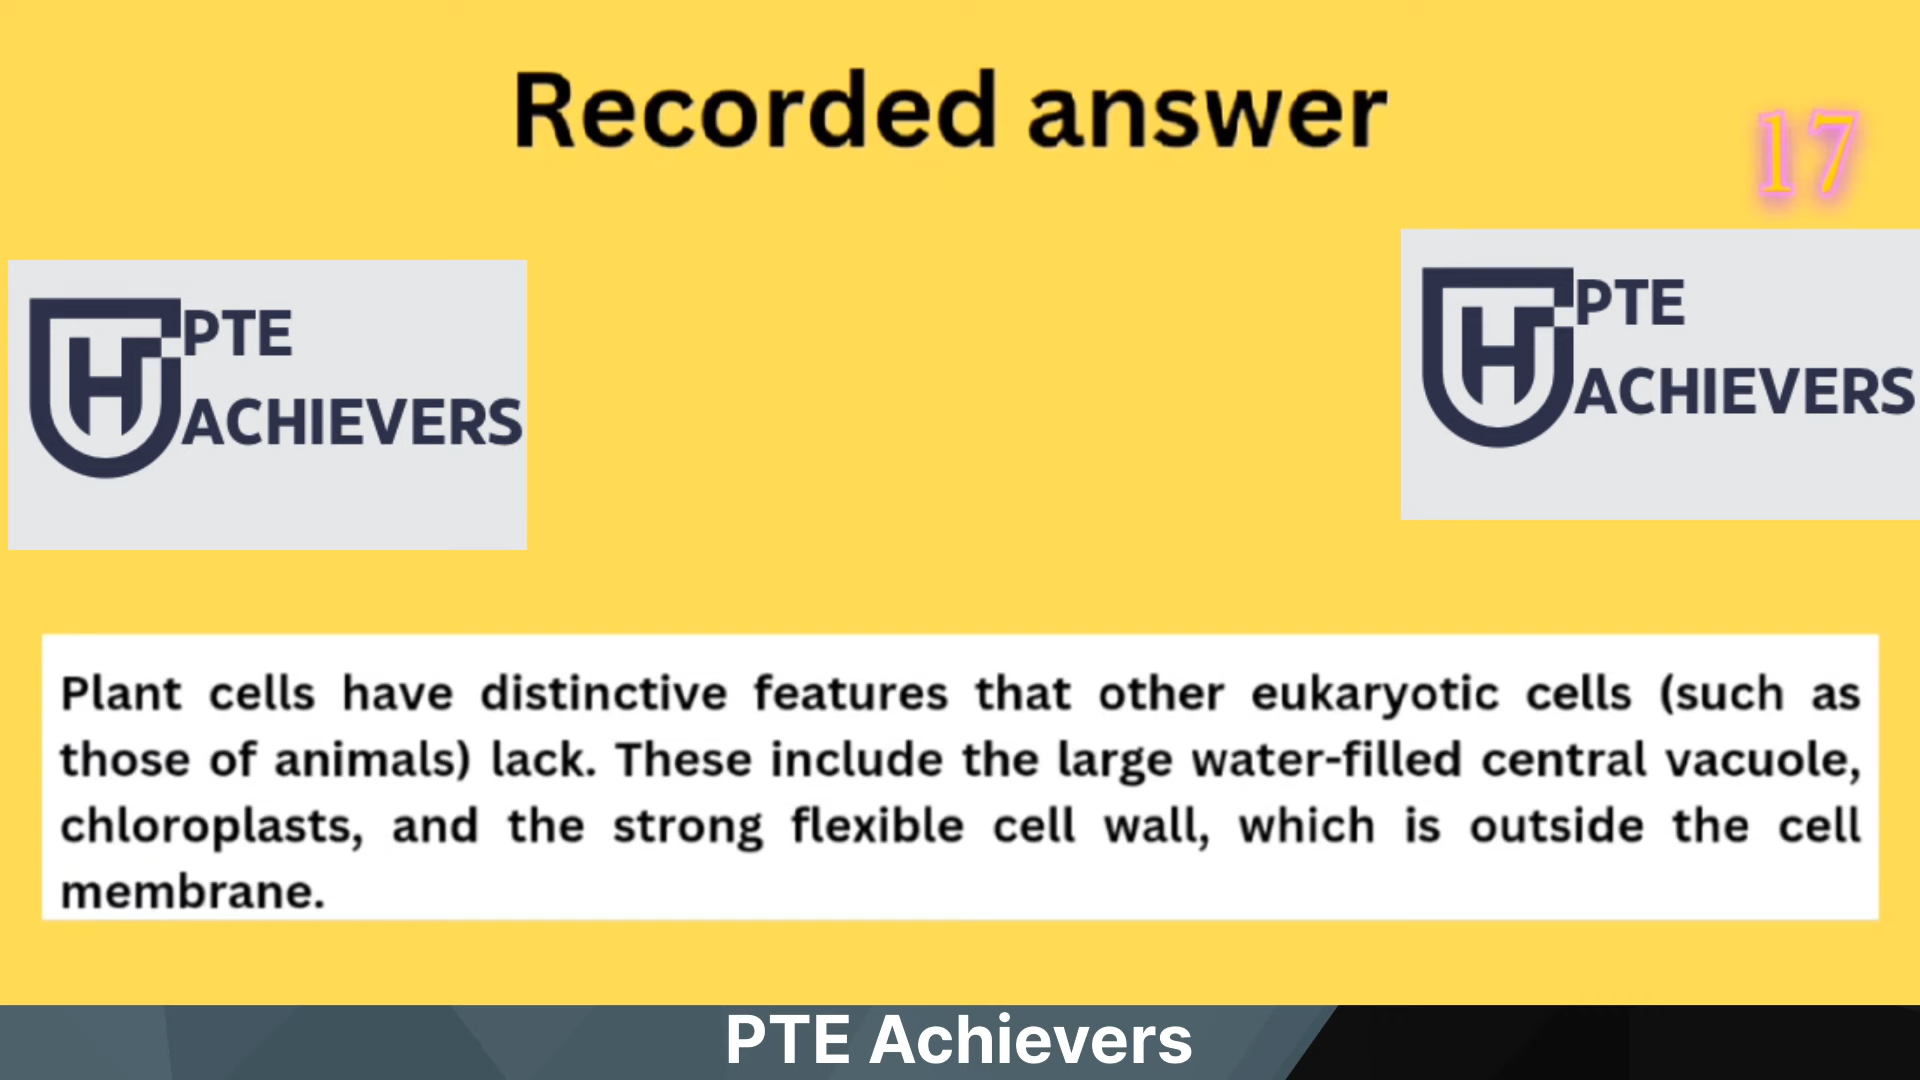 Recorded answer
17
PTE
ACHIEVERS
PTE
ACHIEVERS
Plant cells have distinctive features that other eukaryotic cells (such as
those of animals) lack. These include the large water-filled central vacuole,
chloroplasts, and the strong flexible cell wall, which is outside the cell
membrane.
PTE Achievers